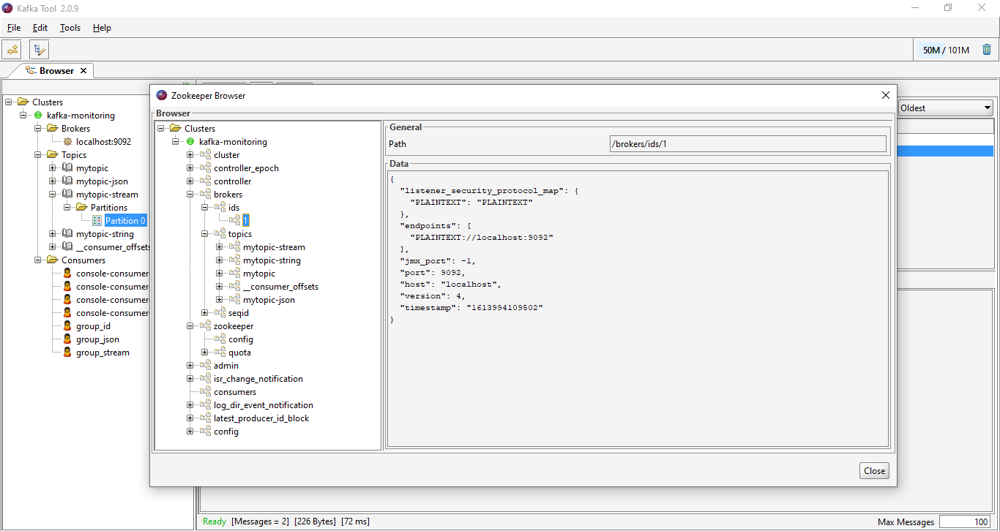 Kafka Tool 2.0.9
File Edit Tools Help
50M / 101M
Browser
Clusters
kafka-monitoring
Brokers
localhost:9092
Topics
mytopic
mytopic-json
mytopic-stream
Partitions
Partition 0
mytopic-string
__consumer_offsets
Consumers
console-consumer
console-consumer
console-consumer
console-consumer
group_id
group_json
group_stream
Oldest
Zookeeper Browser
Browser
Clusters
kafka-monitoring
cluster
controller_epoch
controller
brokers
ids
1
topics
mytopic-stream
mytopic-string
mytopic
__consumer_offsets
mytopic-json
seqid
zookeeper
config
quota
admin
isr_change_notification
consumers
log_dir_event_notification
latest_producer_id_block
config
General
Path /brokers/ids/1
Data
{
"listener_security_protocol_map": {
"PLAINTEXT": "PLAINTEXT"
},
"endpoints": [
"PLAINTEXT://localhost:9092"
],
"jmx_port": -1,
"port": 9092,
"host": "localhost",
"version": 4,
"timestamp": "1613994109502"
}
Close
Ready [Messages = 2] [226 Bytes] [72 ms]
Max Messages 100